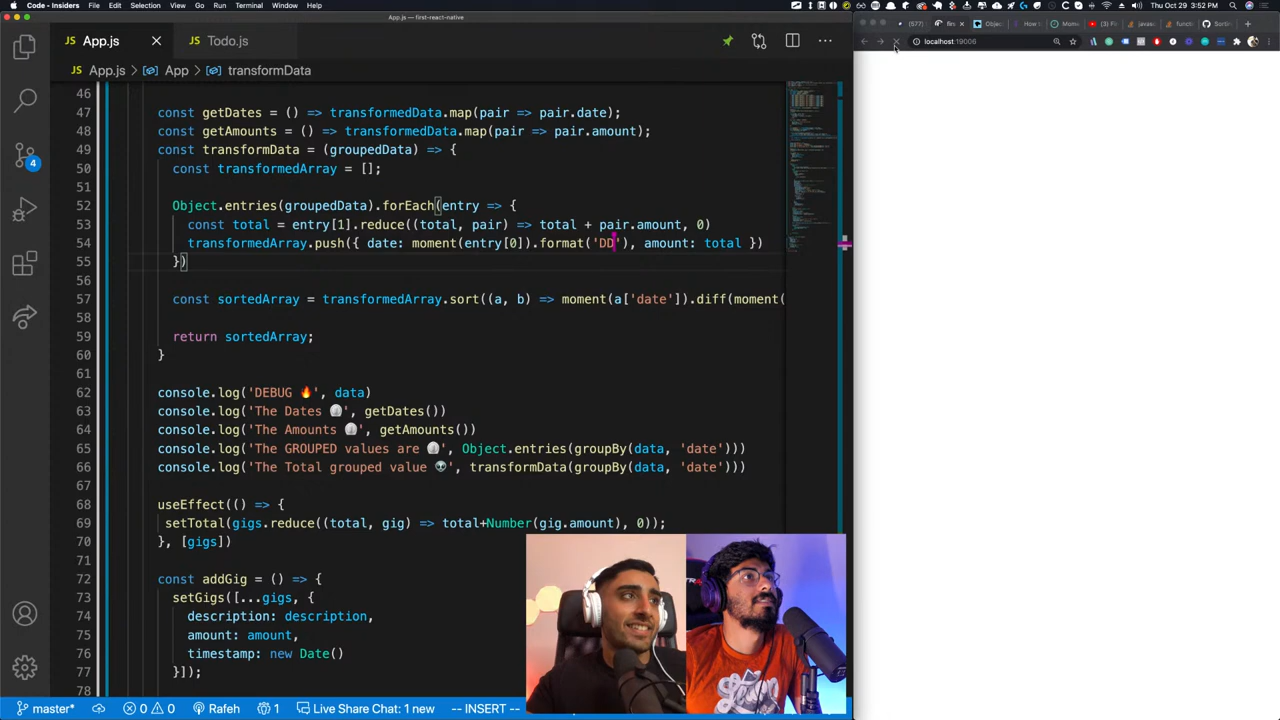 Code - Insiders File Edit Selection View Go Run Terminal Window Help
Thu Oct 29 3:52 PM
App.js — first-react-native
App.js Todo.js
App.js > App > transformData
(577)
localhost:19006
46
47 const getDates = () => transformedData.map(pair => pair.date);
48 const getAmounts = () => transformedData.map(pair => pair.amount);
49 const transformData = (groupedData) => {
50 const transformedArray = [];
51
52 Object.entries(groupedData).forEach(entry => {
53 const total = entry[1].reduce((total, pair) => total + pair.amount, 0)
54 transformedArray.push({ date: moment(entry[0]).format('DD'), amount: total })
55 })
56
57 const sortedArray = transformedArray.sort((a, b) => moment(a['date']).diff(moment(
58
59 return sortedArray;
60 }
61
62 console.log('DEBUG 🔥', data)
63 console.log('The Dates', getDates())
64 console.log('The Amounts', getAmounts())
65 console.log('The GROUPED values are', Object.entries(groupBy(data, 'date')))
66 console.log('The Total grouped value 👽', transformData(groupBy(data, 'date')))
67
68 useEffect(() => {
69 setTotal(gigs.reduce((total, gig) => total+Number(gig.amount), 0));
70 }, [gigs])
71
72 const addGig = () => {
73 setGigs([...gigs, {
74 description: description,
75 amount: amount,
76 timestamp: new Date()
77 }]);
78
4
1
master* 0 0 Rafeh 1 Live Share Chat: 1 new -- INSERT --